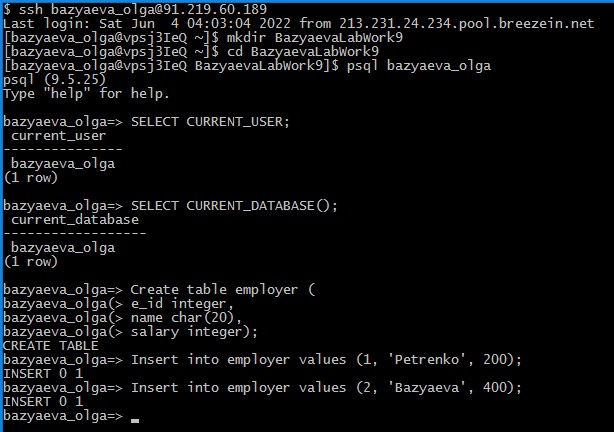 $ ssh bazyaeva_olga@91.219.60.189
Last login: Sat Jun  4 04:03:04 2022 from 213.231.24.234.pool.breezein.net
[bazyaeva_olga@vpsj3IeQ ~]$ mkdir BazyaevaLabWork9
[bazyaeva_olga@vpsj3IeQ ~]$ cd BazyaevaLabWork9
[bazyaeva_olga@vpsj3IeQ BazyaevaLabWork9]$ psql bazyaeva_olga
psql (9.5.25)
Type "help" for help.

bazyaeva_olga=> SELECT CURRENT_USER;
 current_user
---------------
 bazyaeva_olga
(1 row)

bazyaeva_olga=> SELECT CURRENT_DATABASE();
 current_database
------------------
 bazyaeva_olga
(1 row)

bazyaeva_olga=> Create table employer (
bazyaeva_olga(> e_id integer,
bazyaeva_olga(> name char(20),
bazyaeva_olga(> salary integer);
CREATE TABLE
bazyaeva_olga=> Insert into employer values (1, 'Petrenko', 200);
INSERT 0 1
bazyaeva_olga=> Insert into employer values (2, 'Bazyaeva', 400);
INSERT 0 1
bazyaeva_olga=>